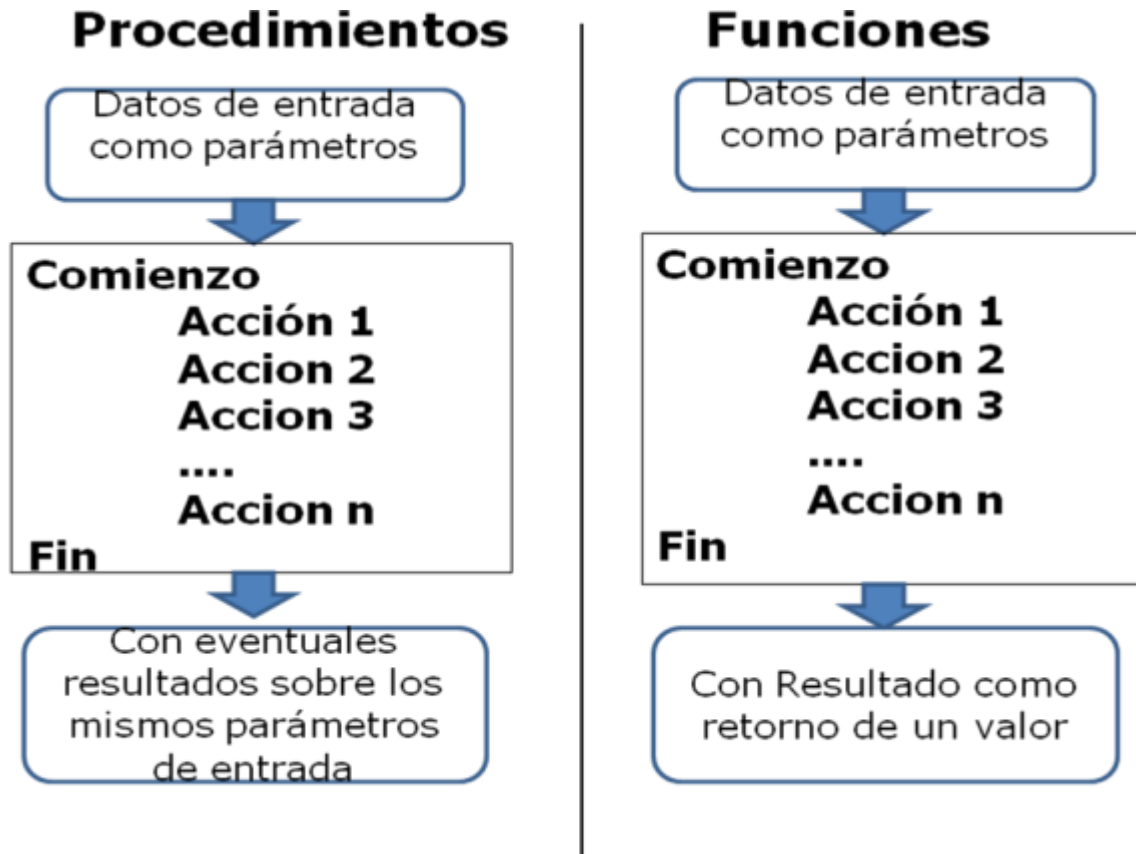 Procedimientos
Datos de entrada
como parámetros
Comienzo
Acción 1
Accion 2
Accion 3
....
Accion n
Fin
Con eventuales
resultados sobre los
mismos parámetros
de entrada
Funciones
Datos de entrada
como parámetros
Comienzo
Acción 1
Accion 2
Accion 3
....
Accion n
Fin
Con Resultado como
retorno de un valor